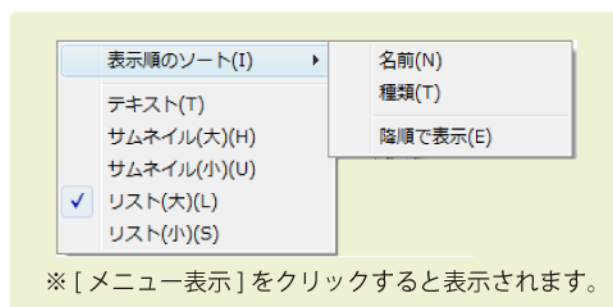 表示順のソート(I)
テキスト(T)
サムネイル(大)(H)
サムネイル(小)(U)
リスト(大)(L)
リスト(小)(S)
名前(N)
種類(T)
降順で表示(E)
※ [ メニュー表示 ] をクリックすると表示されます。